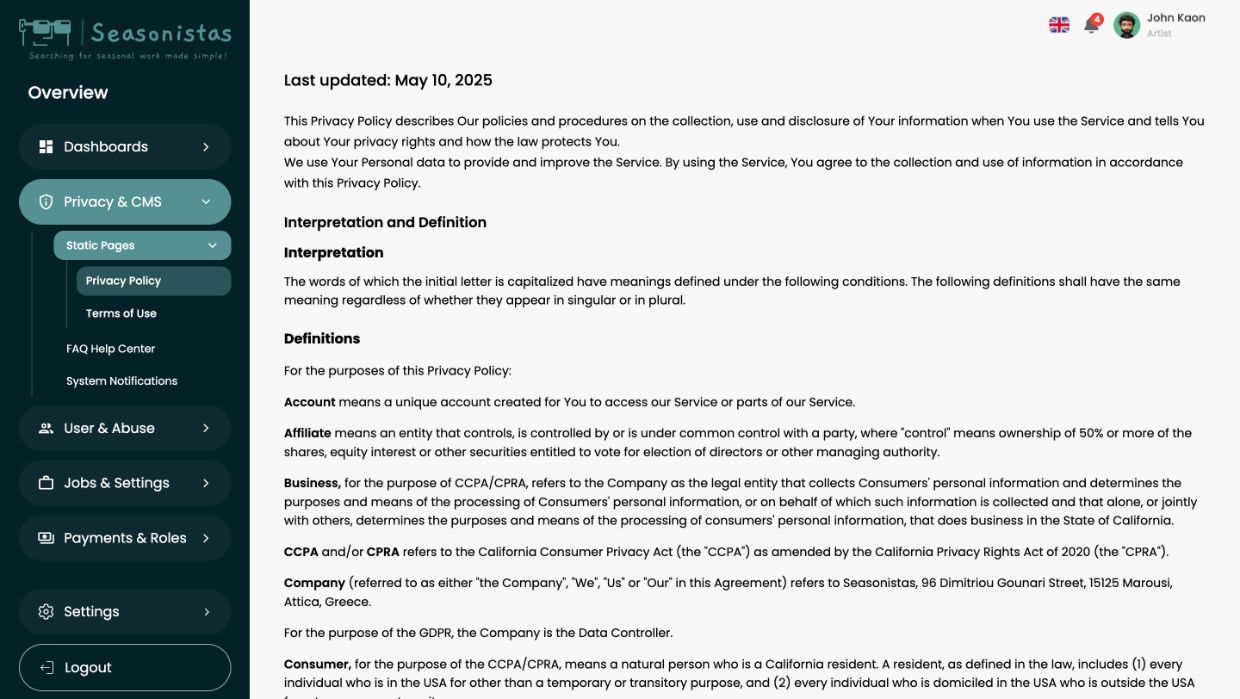 Seasonistas
Searching for seasonal work made simple!
Overview
Dashboards
Privacy & CMS
Static Pages
Privacy Policy
Terms of Use
FAQ Help Center
System Notifications
User & Abuse
Jobs & Settings
Payments & Roles
Settings
Logout
4
John Kaon
Artist
Last updated: May 10, 2025
This Privacy Policy describes Our policies and procedures on the collection, use and disclosure of Your information when You use the Service and tells You
about Your privacy rights and how the law protects You.
We use Your Personal data to provide and improve the Service. By using the Service, You agree to the collection and use of information in accordance
with this Privacy Policy.
Interpretation and Definition
Interpretation
The words of which the initial letter is capitalized have meanings defined under the following conditions. The following definitions shall have the same
meaning regardless of whether they appear in singular or in plural.
Definitions
For the purposes of this Privacy Policy:
Account means a unique account created for You to access our Service or parts of our Service.
Affiliate means an entity that controls, is controlled by or is under common control with a party, where "control" means ownership of 50% or more of the
shares, equity interest or other securities entitled to vote for election of directors or other managing authority.
Business, for the purpose of CCPA/CPRA, refers to the Company as the legal entity that collects Consumers' personal information and determines the
purposes and means of the processing of Consumers' personal information, or on behalf of which such information is collected and that alone, or jointly
with others, determines the purposes and means of the processing of consumers' personal information, that does business in the State of California.
CCPA and/or CPRA refers to the California Consumer Privacy Act (the "CCPA") as amended by the California Privacy Rights Act of 2020 (the "CPRA").
Company (referred to as either "the Company", "We", "Us" or "Our" in this Agreement) refers to Seasonistas, 96 Dimitriou Gounari Street, 15125 Marousi,
Attica, Greece.
For the purpose of the GDPR, the Company is the Data Controller.
Consumer, for the purpose of the CCPA/CPRA, means a natural person who is a California resident. A resident, as defined in the law, includes (1) every
individual who is in the USA for other than a temporary or transitory purpose, and (2) every individual who is domiciled in the USA who is outside the USA